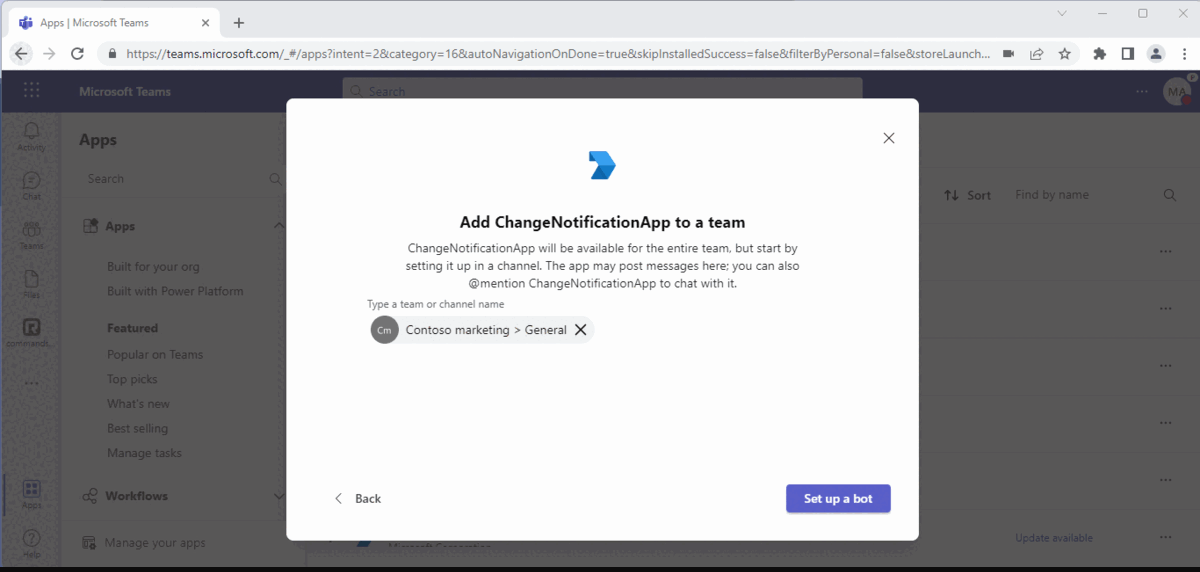 Apps | Microsoft Teams
https://teams.microsoft.com/_#/apps?intent=2&category=16&autoNavigationOnDone=true&skipInstalledSuccess=false&filterByPersonal=false&storeLaunch...
Microsoft Teams
Search
MA
Activity
Chat
Teams
Files
commands...
Apps
Help
Apps
Search
Apps
Built for your org
Built with Power Platform
Featured
Popular on Teams
Top picks
What's new
Best selling
Manage tasks
Workflows
Manage your apps
Sort
Find by name
Add ChangeNotificationApp to a team
ChangeNotificationApp will be available for the entire team, but start by
setting it up in a channel. The app may post messages here; you can also
@mention ChangeNotificationApp to chat with it.
Type a team or channel name
Cm Contoso marketing > General
Back
Set up a bot
Microsoft Corporation
Update available